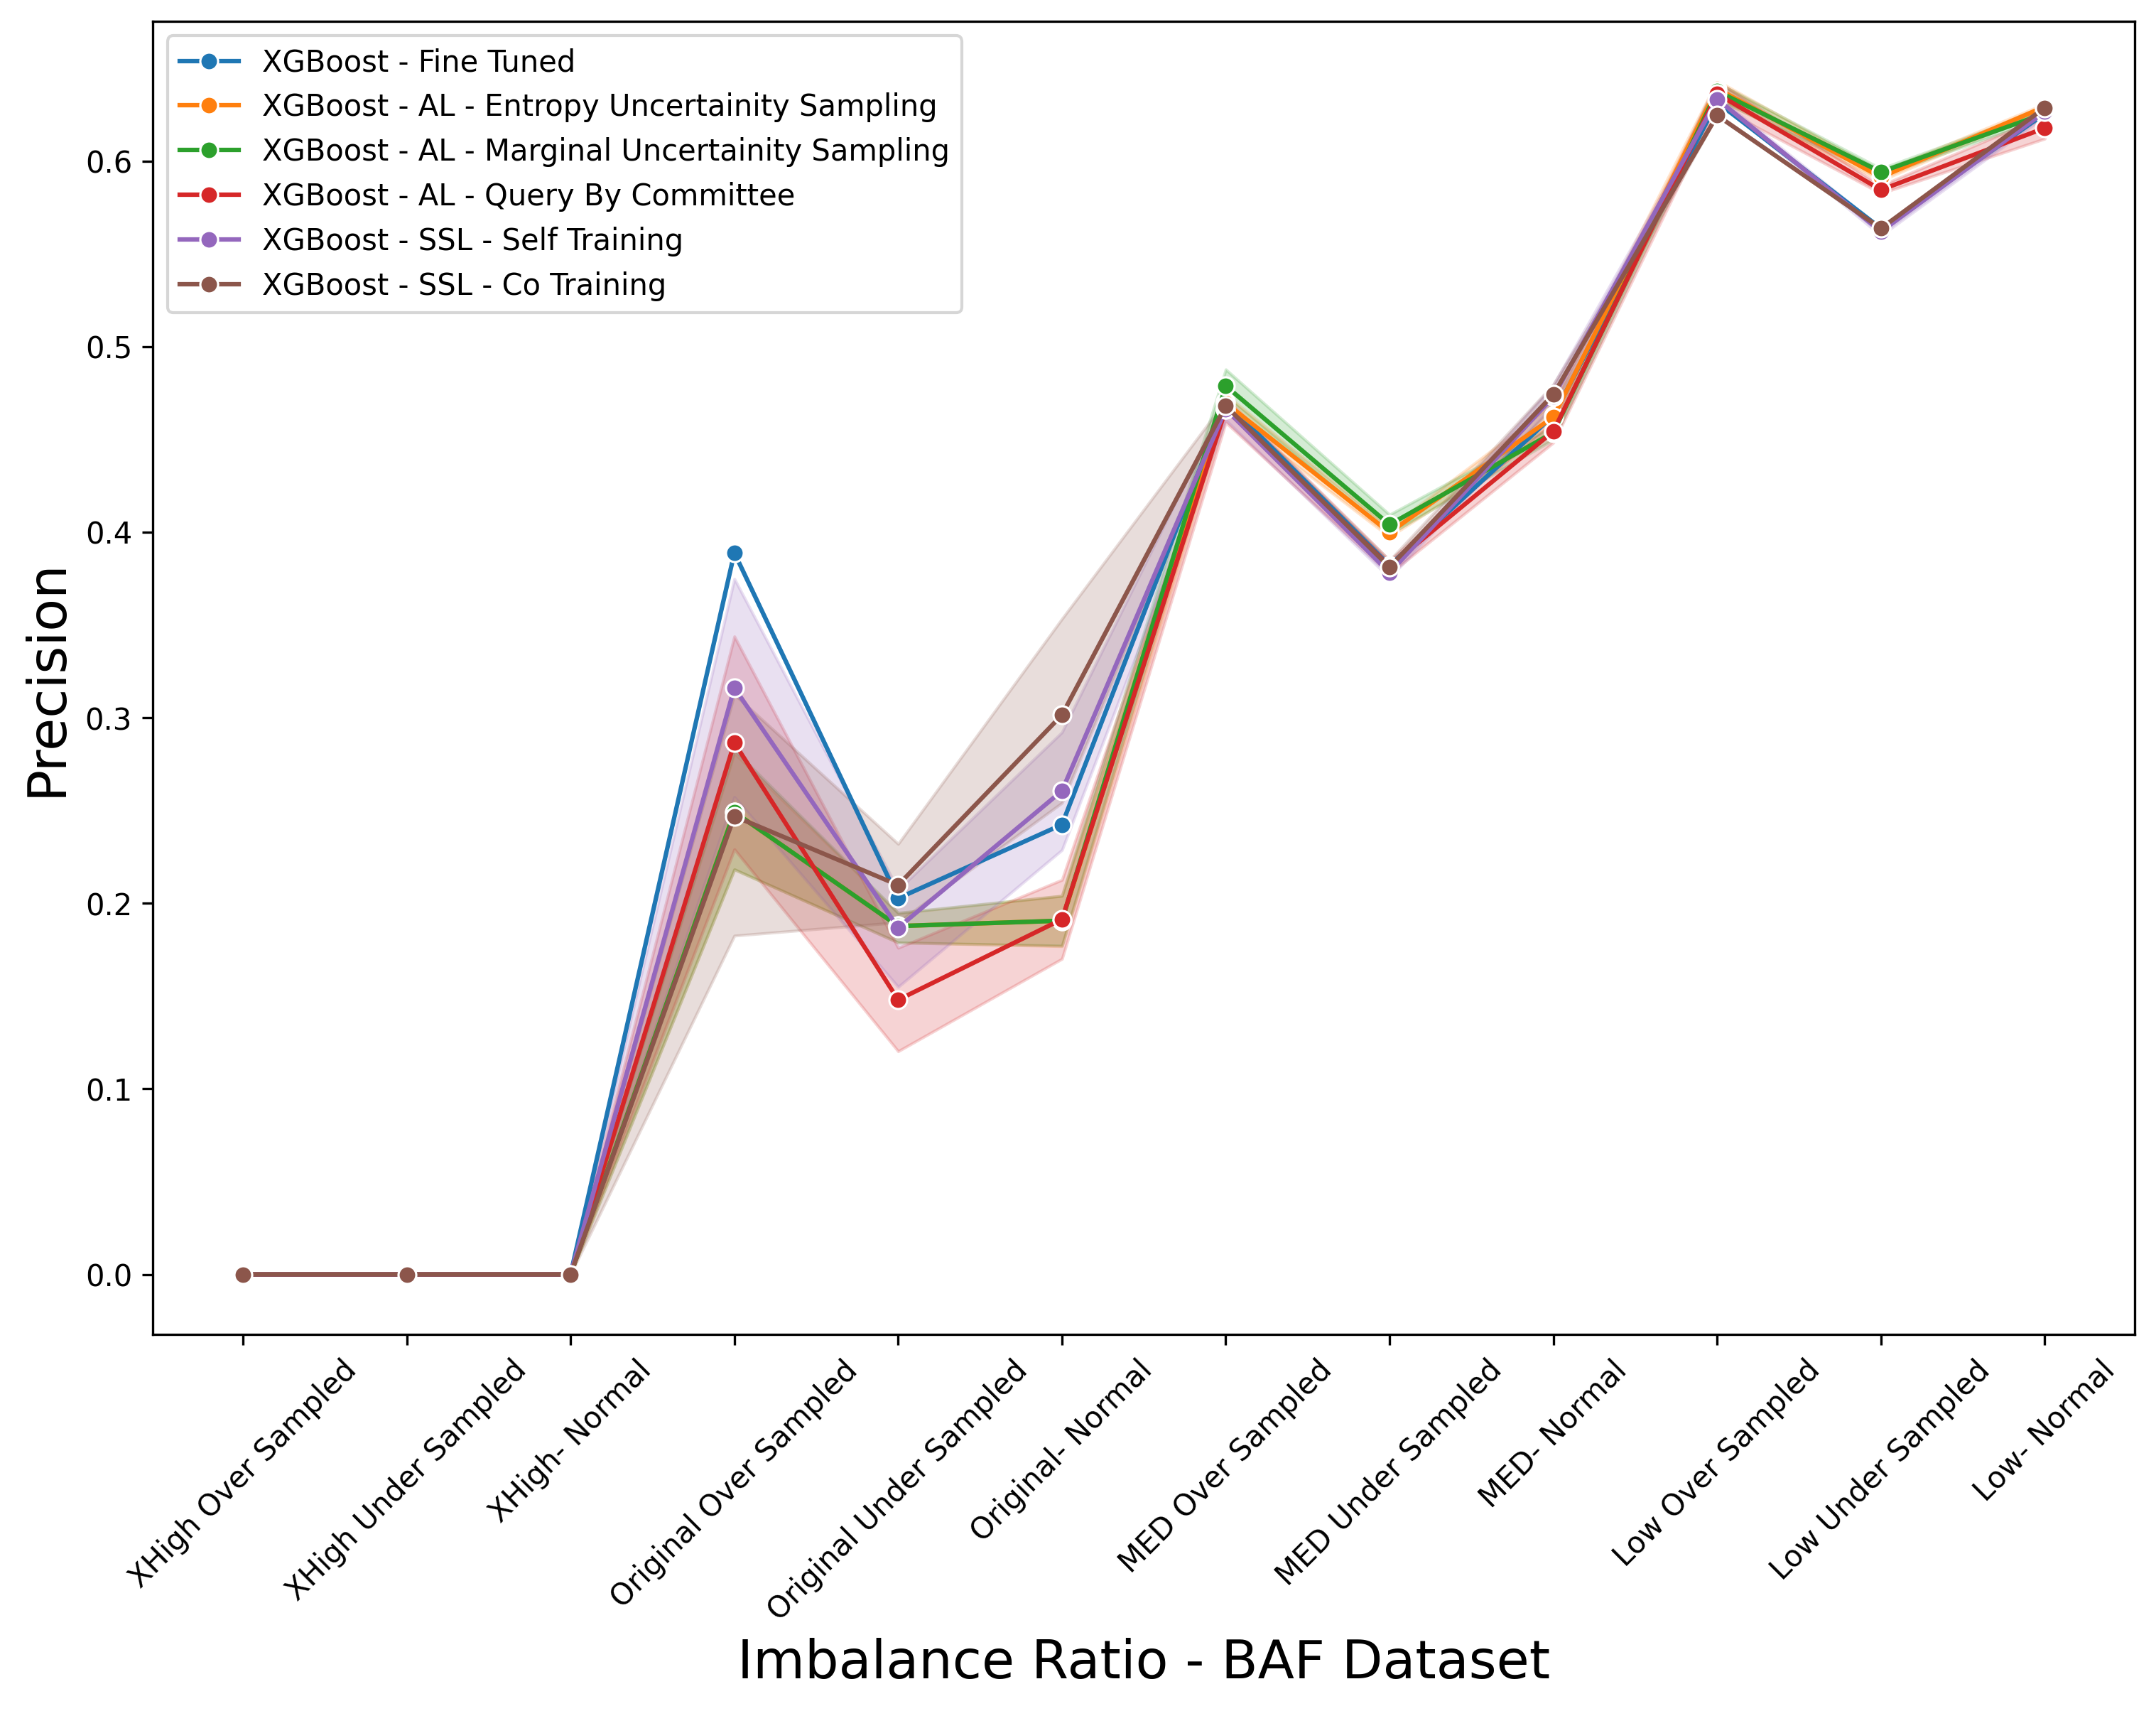 XGBoost - Fine Tuned
XGBoost - AL - Entropy Uncertainity Sampling
XGBoost - AL - Marginal Uncertainity Sampling
XGBoost - AL - Query By Committee
XGBoost - SSL - Self Training
XGBoost - SSL - Co Training
Precision
0.6
0.5
0.4
0.3
0.2
0.1
0.0
XHigh Over Sampled
XHigh Under Sampled
XHigh- Normal
Original Over Sampled
Original Under Sampled
Original- Normal
MED Over Sampled
MED Under Sampled
MED- Normal
Low Over Sampled
Low Under Sampled
Low- Normal
Imbalance Ratio - BAF Dataset